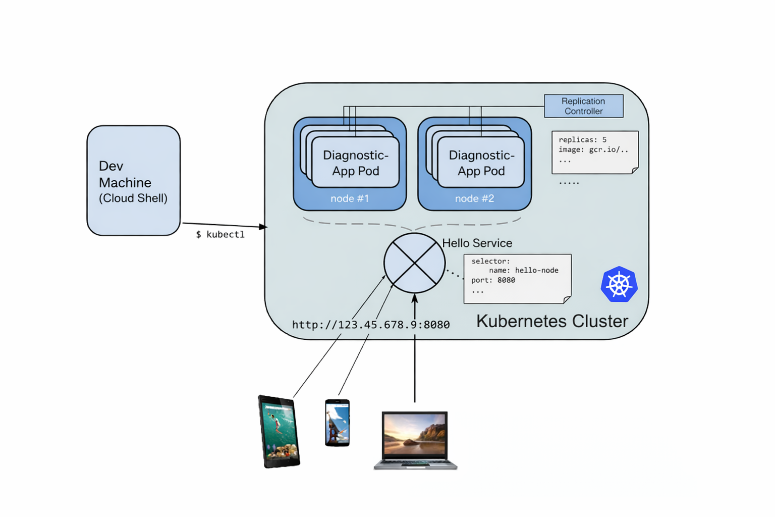 Replication
Controller
Diagnostic-
App Pod
node #1
Diagnostic-
App Pod
node #2
replicas: 5
image: gcr.io/..
...
.....
Dev
Machine
(Cloud Shell)
$ kubectl
Hello Service
selector:
name: hello-node
port: 8080
...
http://123.45.678.9:8080
Kubernetes Cluster